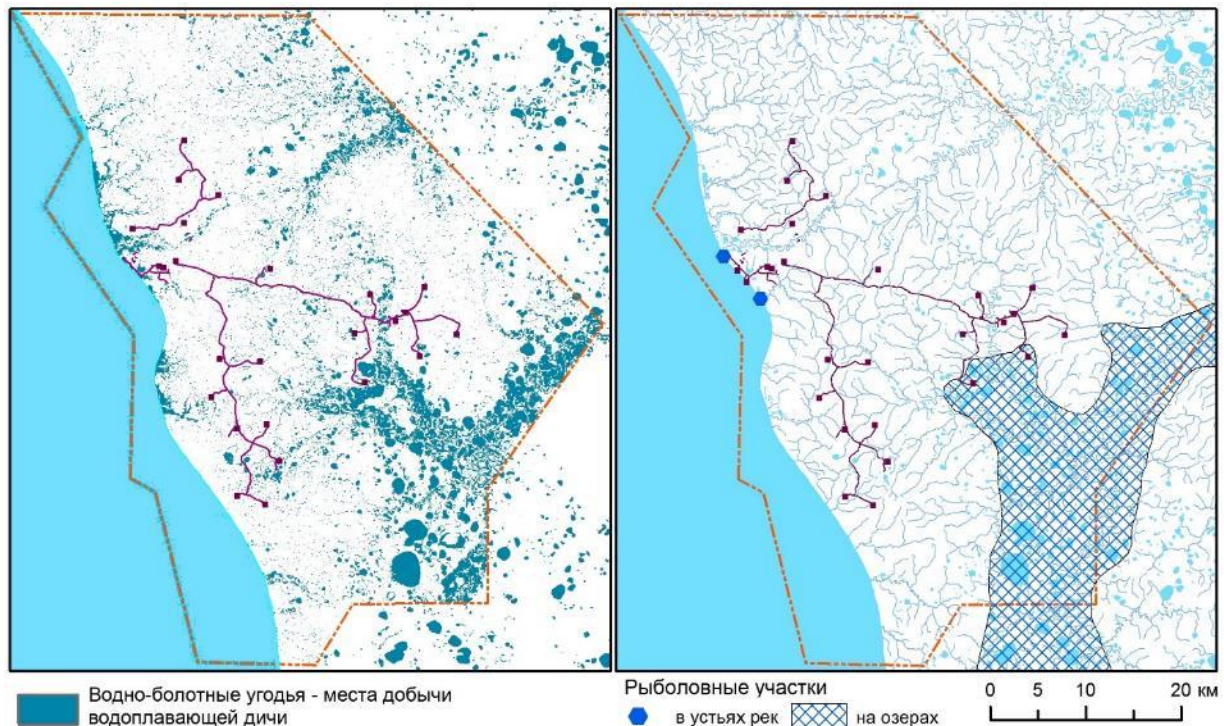 Водно-болотные угодья - места добычи
водоплавающей дичи
Рыболовные участки
в устьях рек
на озерах
0 5 10 20 км